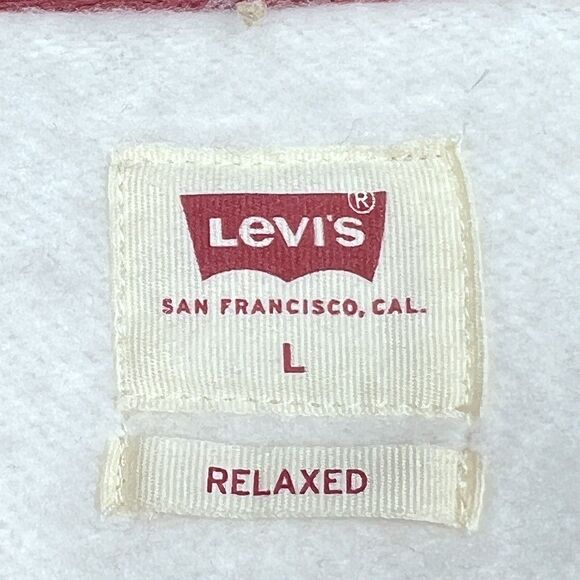 LEVI'S®
SAN FRANCISCO, CAL.
L
RELAXED